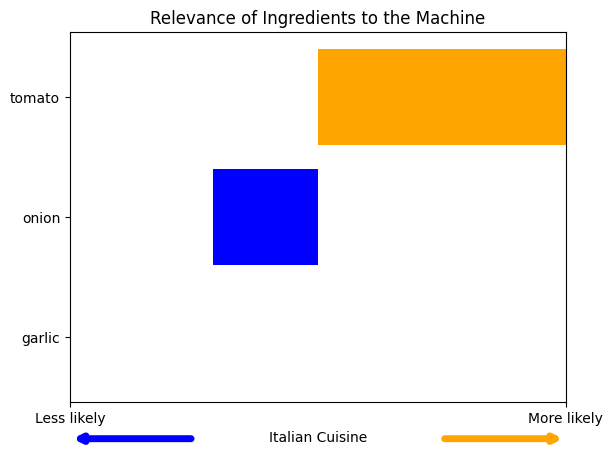 Relevance of Ingredients to the Machine
tomato
onion
garlic
Less likely
More likely
Italian Cuisine